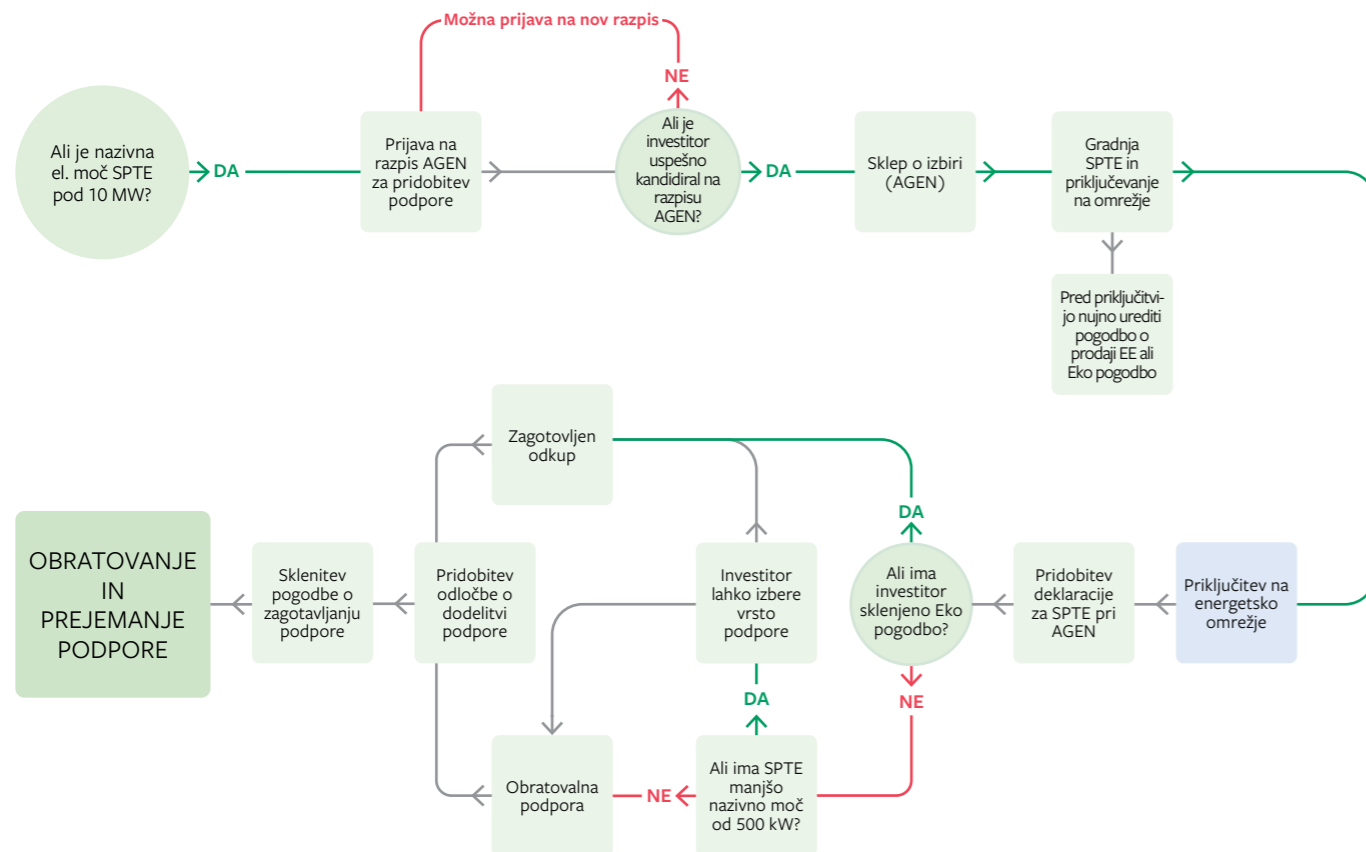 Možna prijava na nov razpis
NE
Ali je nazivna
el. moč SPTE
pod 10 MW?
DA
Prijava na
razpis AGEN
za pridobitev
podpore
Ali je
investitor
uspešno
kandidiral na
razpisu
AGEN?
DA
Sklep o izbiri
(AGEN)
Gradnja
SPTE in
priključevanje
na omrežje
Pred priključitvi-
jo nujno urediti
pogodbo o
prodaji EE ali
Eko pogodbo
Zagotovljen
odkup
DA
OBRATOVANJE
IN
PREJEMANJE
PODPORE
Sklenitev
pogodbe o
zagotavljanju
podpore
Pridobitev
odločbe o
dodelitvi
podpore
Investitor
lahko izbere
vrsto
podpore
Ali ima
investitor
sklenjeno Eko
pogodbo?
Pridobitev
deklaracije
za SPTE pri
AGEN
Priključitev na
energetsko
omrežje
DA
NE
Obratovalna
podpora
NE
Ali ima SPTE
manjšo
nazivno moč
od 500 kW?